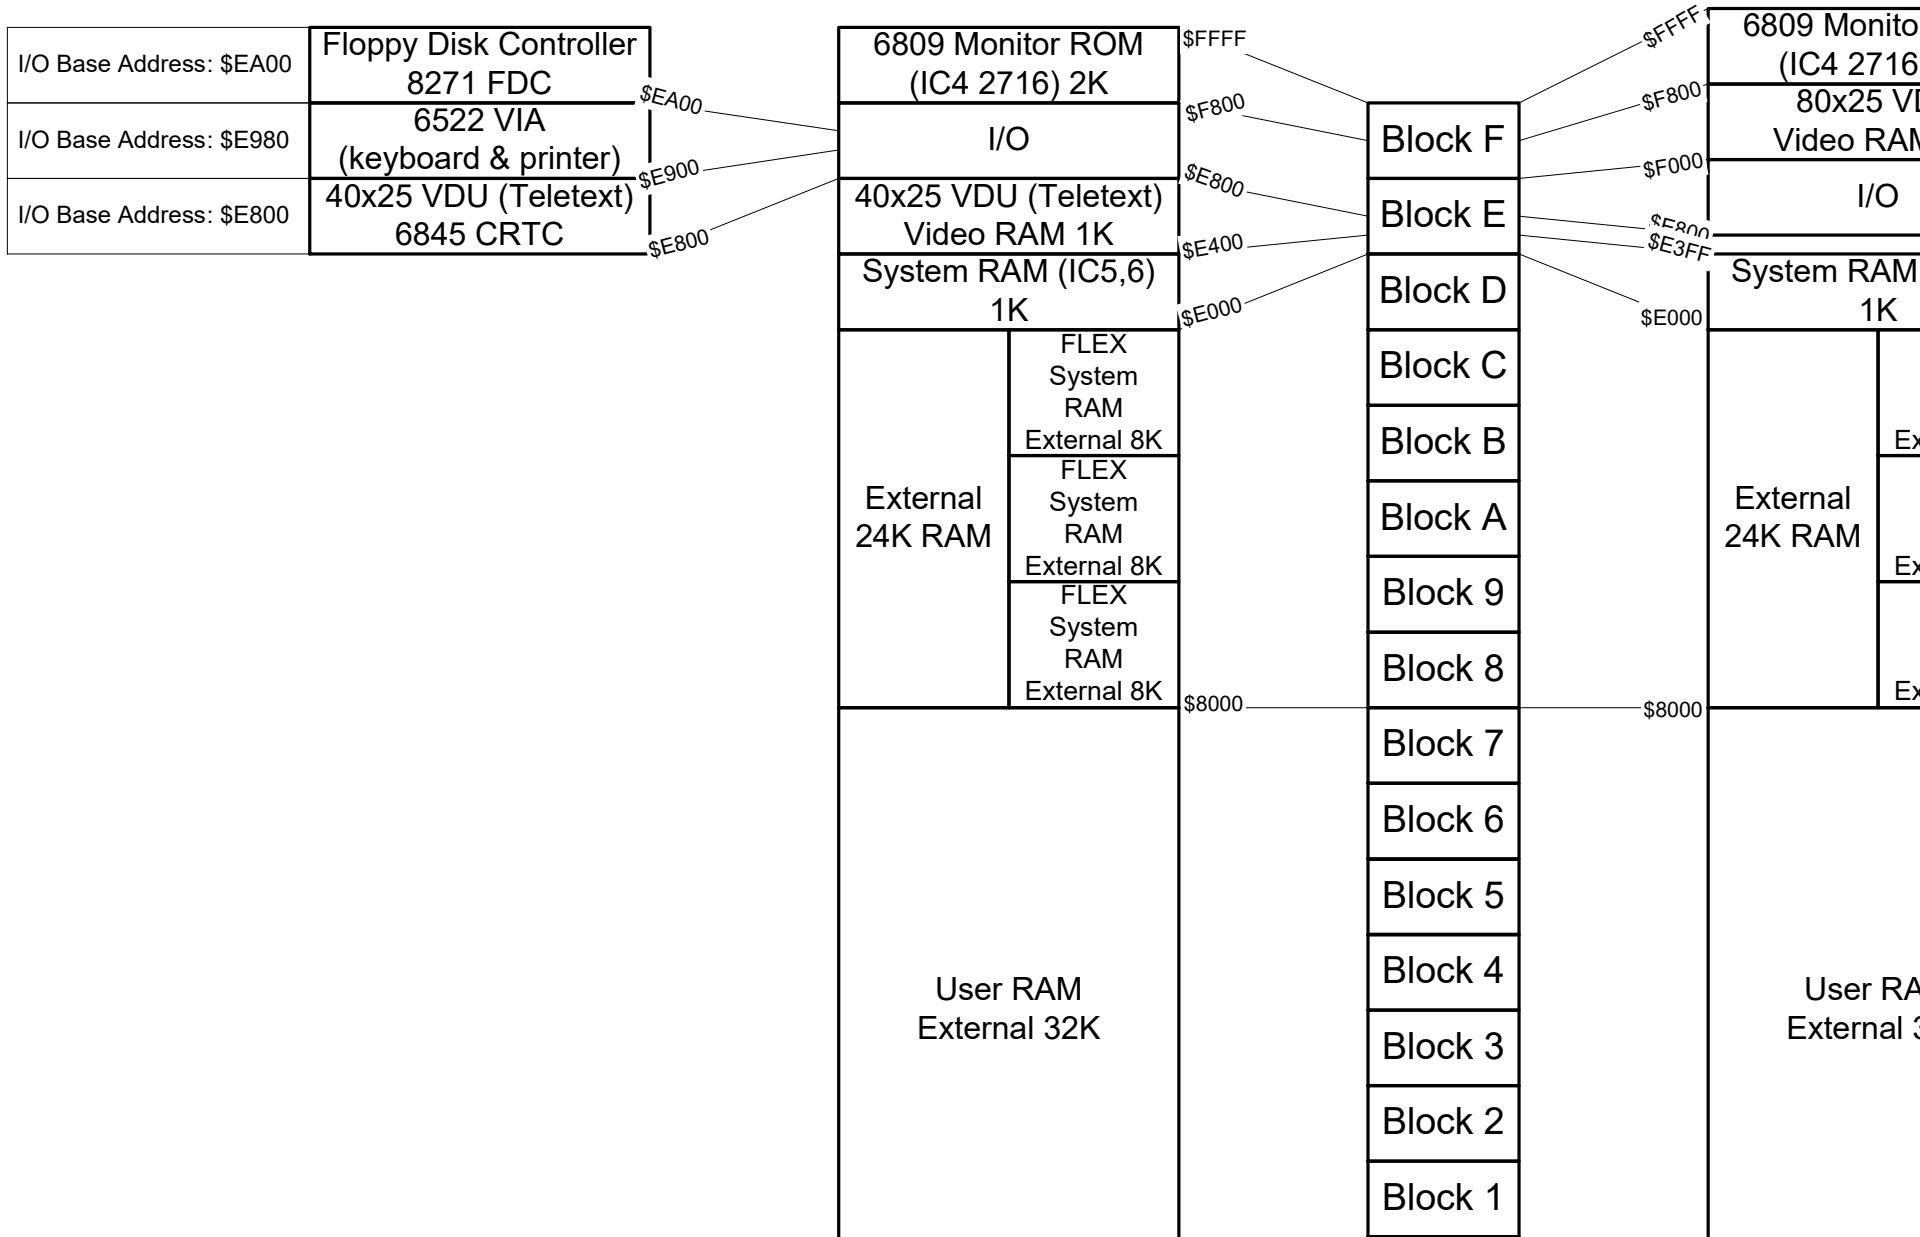 I/O Base Address: $EA00
I/O Base Address: $E980
I/O Base Address: $E800
Floppy Disk Controller
8271 FDC
6522 VIA
(keyboard & printer)
40x25 VDU (Teletext)
6845 CRTC
$EA00
$E900
$E800
6809 Monitor ROM
(IC4 2716) 2K
I/O
40x25 VDU (Teletext)
Video RAM 1K
System RAM (IC5,6)
1K
External
24K RAM
FLEX
System
RAM
External 8K
FLEX
System
RAM
External 8K
FLEX
System
RAM
External 8K
User RAM
External 32K
$FFFF
$F800
$E800
$E400
$E000
$8000
Block F
Block E
Block D
Block C
Block B
Block A
Block 9
Block 8
Block 7
Block 6
Block 5
Block 4
Block 3
Block 2
Block 1
$FFFF
$F800
$F000
$E800
$E3FF
$E000
$8000
6809 Monito
(IC4 2716
80x25 VD
Video RAM
I/O
System RAM
1K
External
24K RAM
Ex
Ex
Ex
User RA
External 3